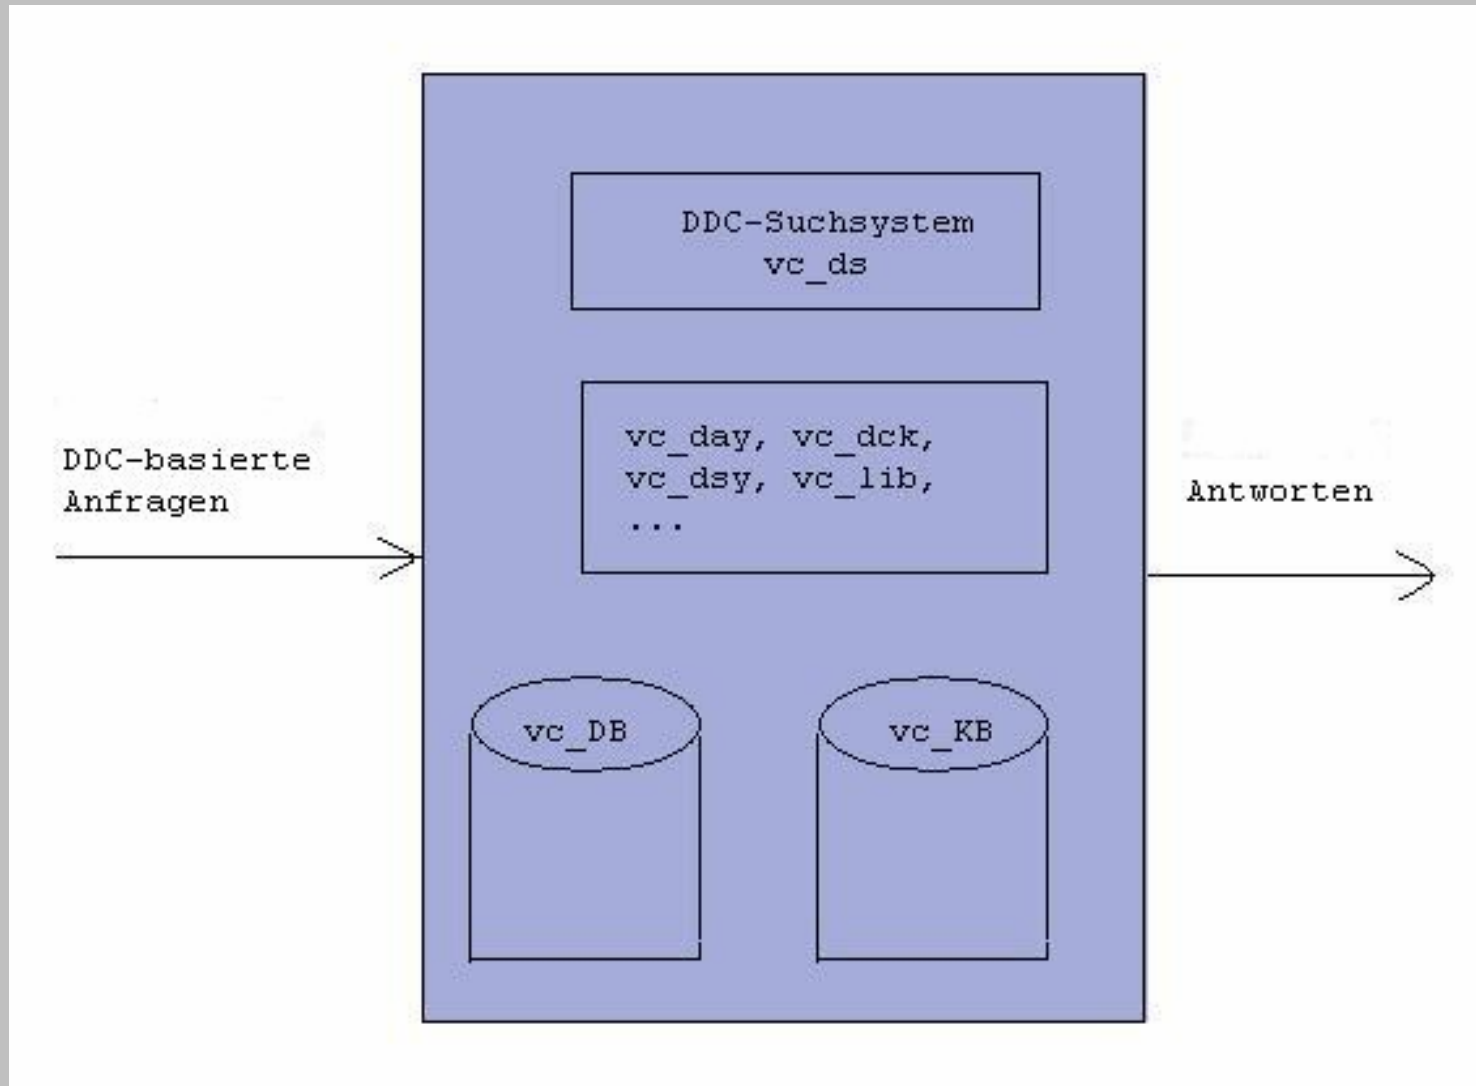 DDC-Suchsystem
vc_ds
vc_day, vc_dck,
vc_dsy, vc_lib,
...
DDC-basierte
Anfragen
Antworten
vc_DB
vc_KB